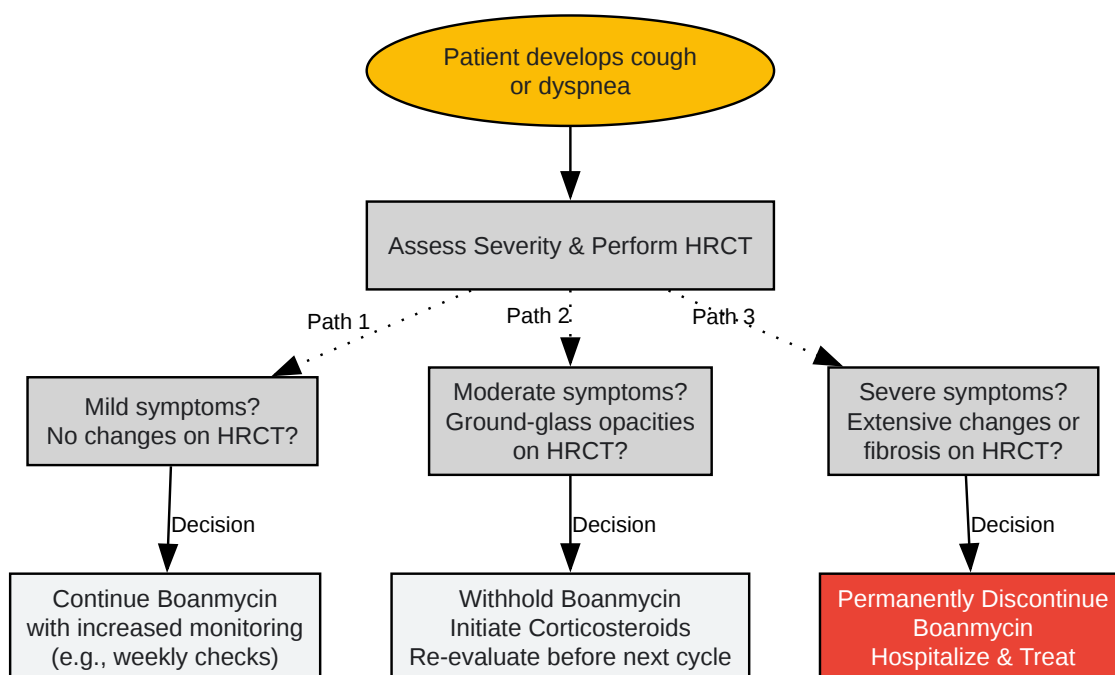 Patient develops cough
or dyspnea
Assess Severity & Perform HRCT
Path 1
Path 2
Path 3
Mild symptoms?
No changes on HRCT?
Moderate symptoms?
Ground-glass opacities
on HRCT?
Severe symptoms?
Extensive changes or
fibrosis on HRCT?
Decision
Decision
Decision
Continue Boanmycin
with increased monitoring
(e.g., weekly checks)
Withhold Boanmycin
Initiate Corticosteroids
Re-evaluate before next cycle
Permanently Discontinue
Boanmycin
Hospitalize & Treat